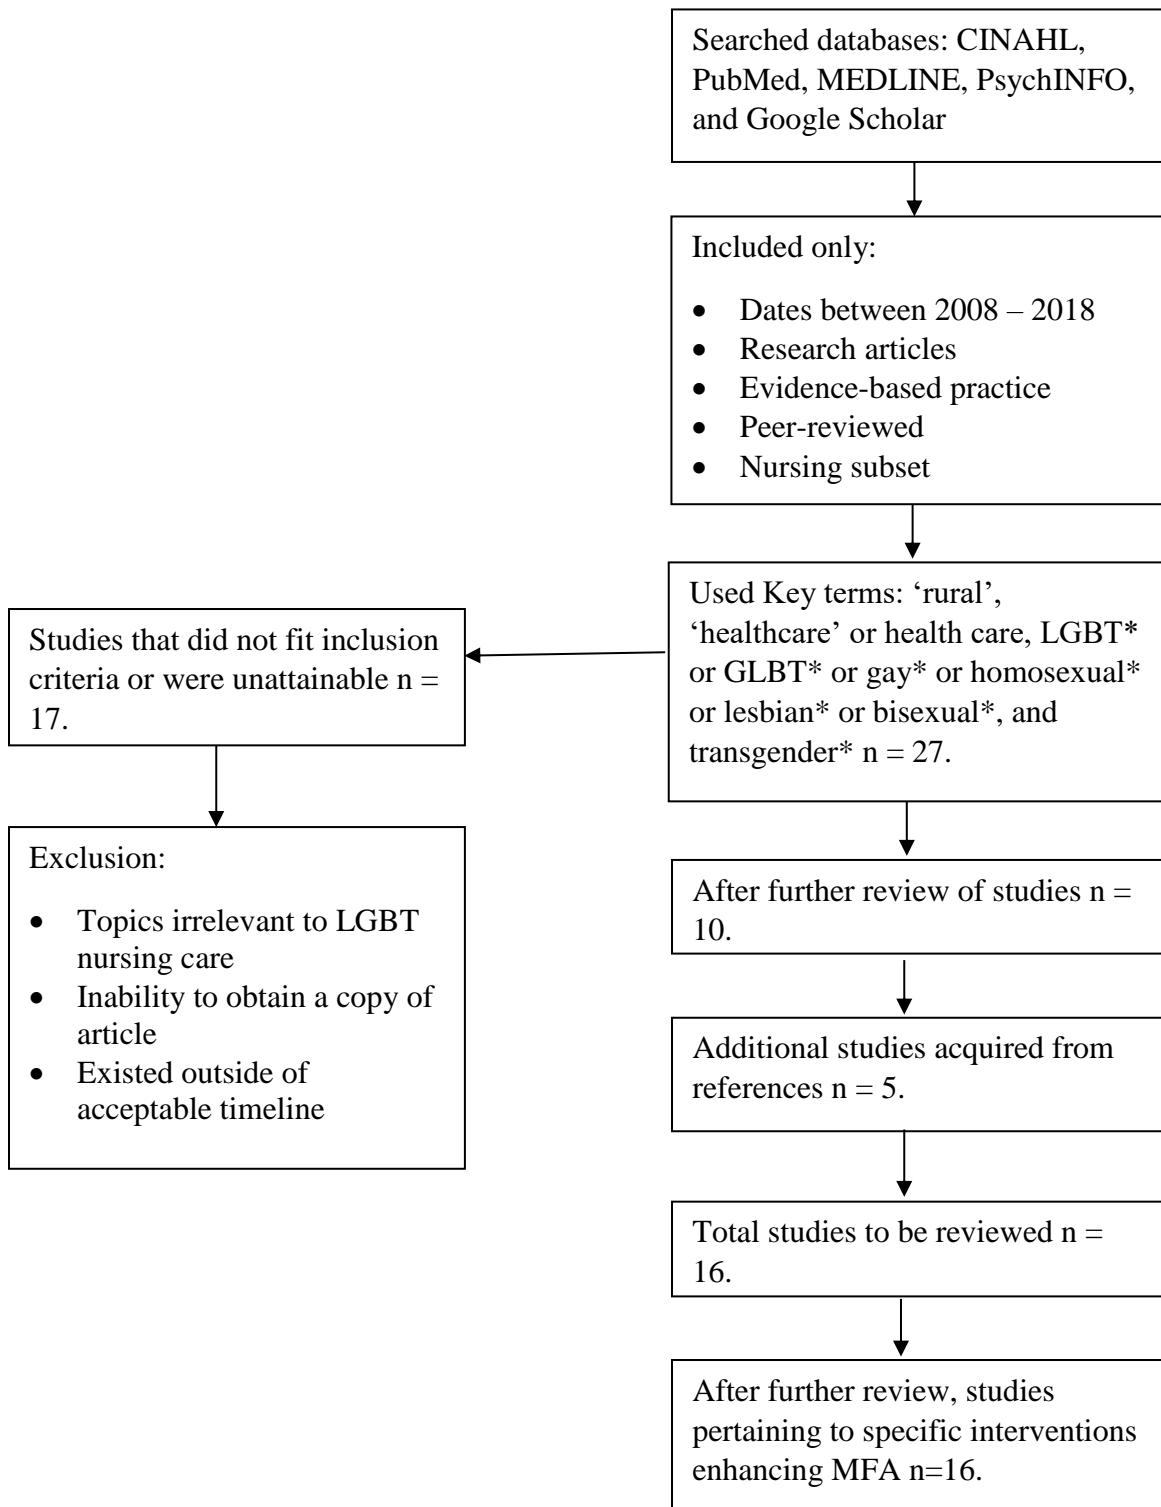 Searched databases: CINAHL,
PubMed, MEDLINE, PsychINFO,
and Google Scholar
Included only:
• Dates between 2008 – 2018
• Research articles
• Evidence-based practice
• Peer-reviewed
• Nursing subset
Used Key terms: ‘rural’,
‘healthcare’ or health care, LGBT*
or GLBT* or gay* or homosexual*
or lesbian* or bisexual*, and
transgender* n = 27.
Studies that did not fit inclusion
criteria or were unattainable n =
17.
Exclusion:
• Topics irrelevant to LGBT
nursing care
• Inability to obtain a copy of
article
• Existed outside of
acceptable timeline
After further review of studies n =
10.
Additional studies acquired from
references n = 5.
Total studies to be reviewed n =
16.
After further review, studies
pertaining to specific interventions
enhancing MFA n=16.